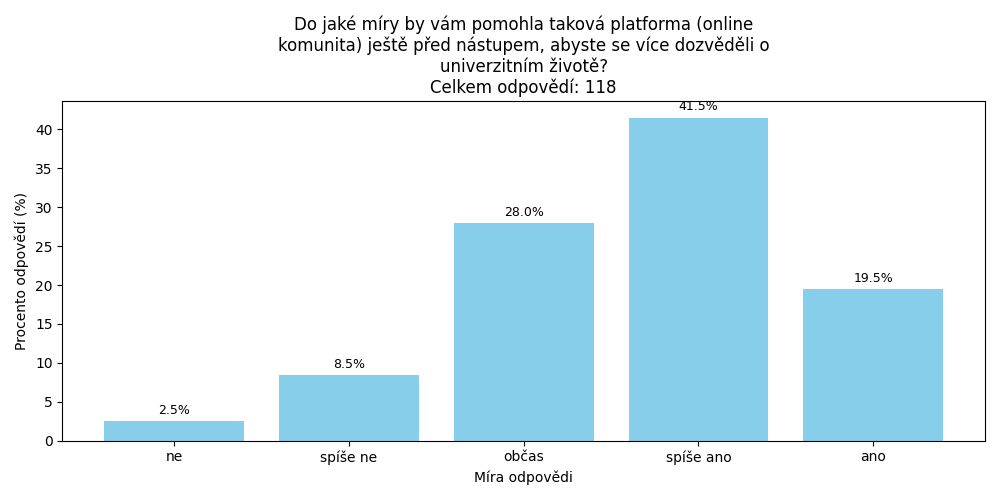 Do jaké míry by vám pomohla taková platforma (online
komunita) ještě před nástupem, abyste se více dozvěděli o
univerzitním životě?
Celkem odpovědí: 118
Procento odpovědí (%)
40
35
30
25
20
15
10
5
0
2.5%
8.5%
28.0%
41.5%
19.5%
ne
spíše ne
občas
spíše ano
ano
Míra odpovědi